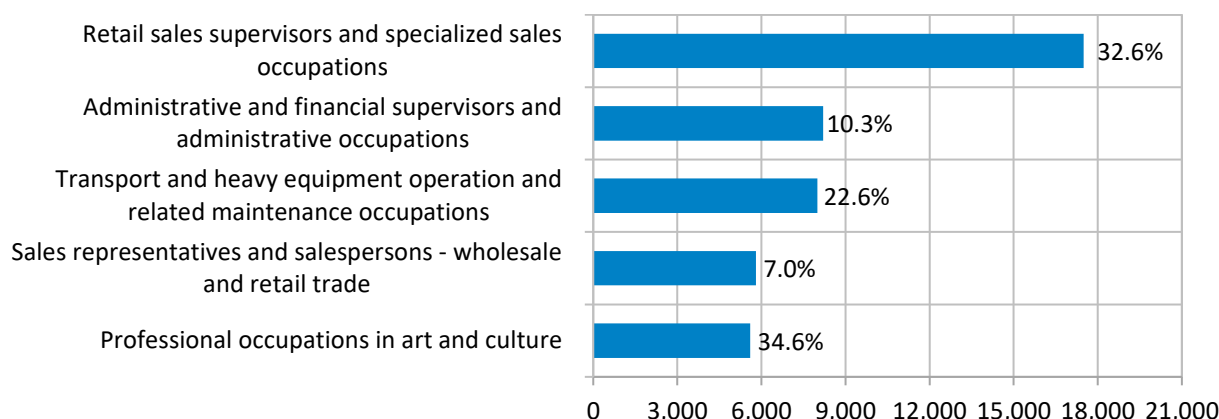 Retail sales supervisors and specialized sales
occupations
32.6%
Administrative and financial supervisors and
administrative occupations
10.3%
Transport and heavy equipment operation and
related maintenance occupations
22.6%
Sales representatives and salespersons - wholesale
and retail trade
7.0%
Professional occupations in art and culture
34.6%
0 3,000 6,000 9,000 12,000 15,000 18,000 21,000